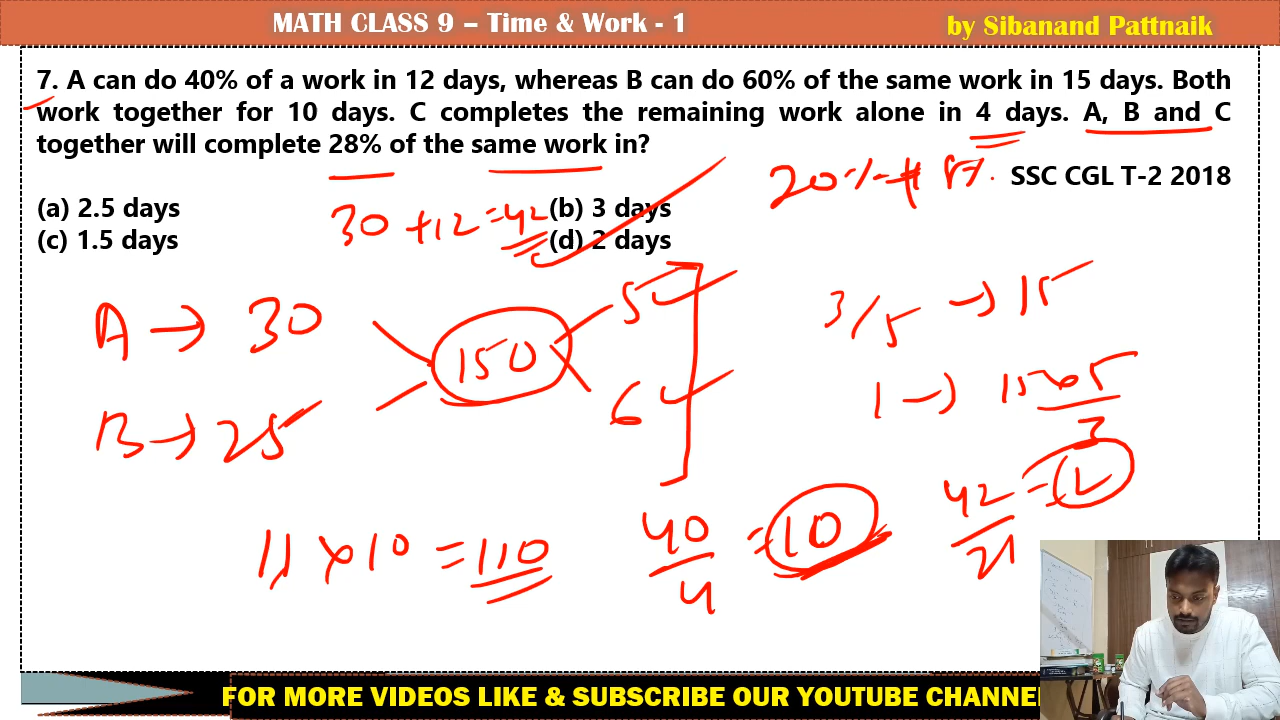 MATH CLASS 9 – Time & Work - 1
by Sibanand Pattnaik
7. A can do 40% of a work in 12 days, whereas B can do 60% of the same work in 15 days. Both
work together for 10 days. C completes the remaining work alone in 4 days. A, B and C
together will complete 28% of the same work in?
20%
SSC CGL T-2 2018
(a) 2.5 days
(b) 3 days
30 + 12 = 42
(c) 1.5 days
(d) 2 days
A → 30
150
5
3/5 → 15
B → 25
6
1 → 15 × 5
3
11 × 10 = 110
40
4
= 10
42
21
= 2
FOR MORE VIDEOS LIKE & SUBSCRIBE OUR YOUTUBE CHANNE